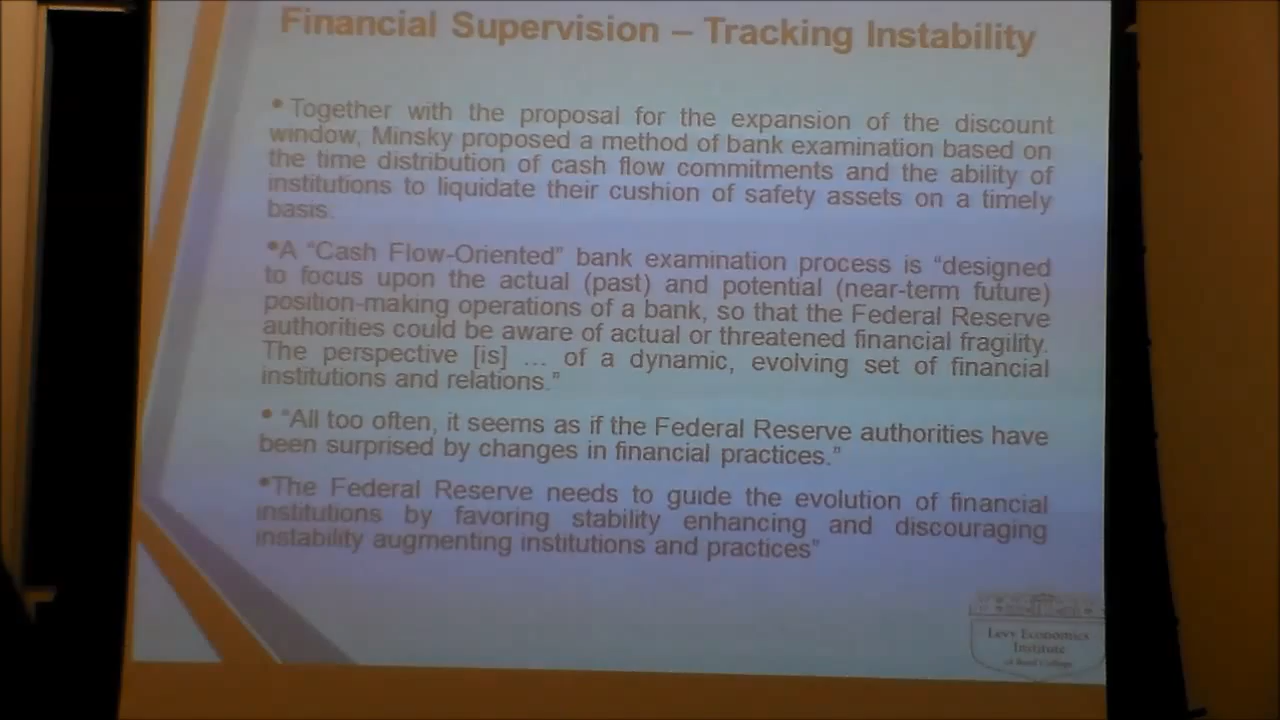 Financial Supervision – Tracking Instability
• Together with the proposal for the expansion of the discount
window, Minsky proposed a method of bank examination based on
the time distribution of cash flow commitments and the ability of
institutions to liquidate their cushion of safety assets on a timely
basis.
•A “Cash Flow-Oriented” bank examination process is “designed
to focus upon the actual (past) and potential (near-term future)
position-making operations of a bank, so that the Federal Reserve
authorities could be aware of actual or threatened financial fragility.
The perspective [is] … of a dynamic, evolving set of financial
institutions and relations.”
• “All too often, it seems as if the Federal Reserve authorities have
been surprised by changes in financial practices.”
•The Federal Reserve needs to guide the evolution of financial
institutions by favoring stability enhancing and discouraging
instability augmenting institutions and practices”
Levy Economics
Institute
of Bard College